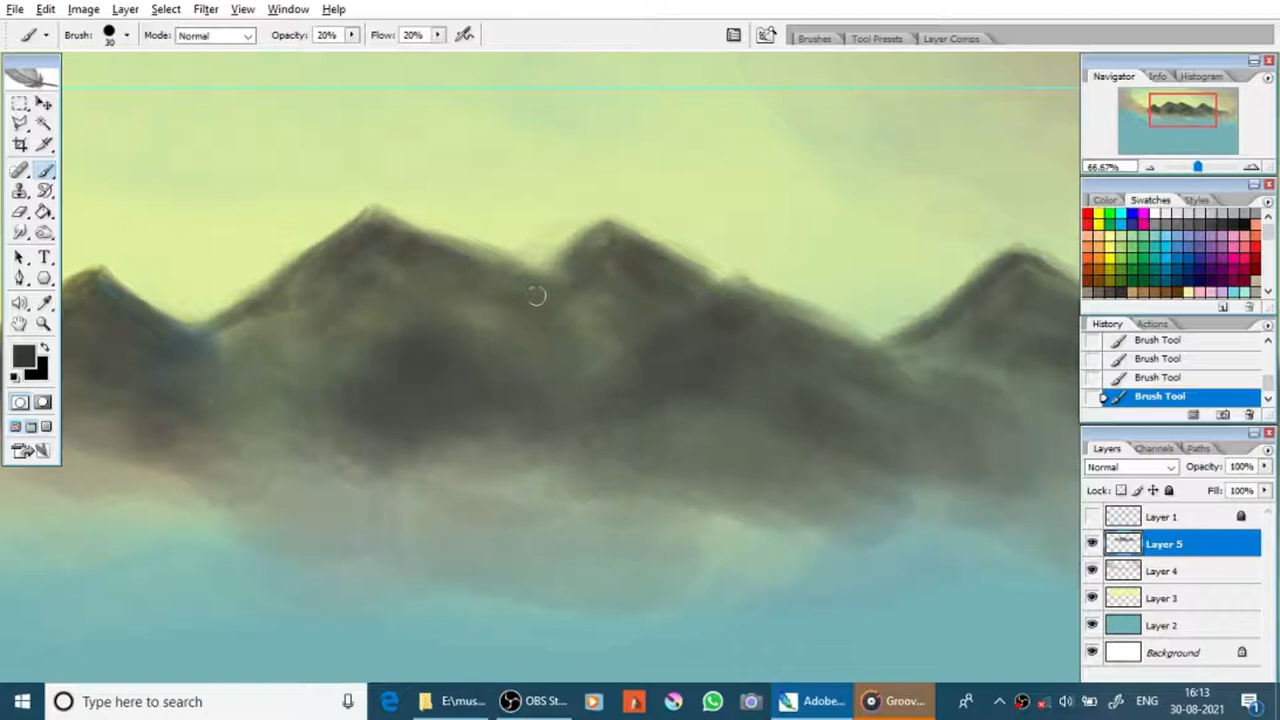 File Edit Image Layer Select Filter View Window Help
Brush: 30 Mode: Normal Opacity: 20% Flow: 20% Brushes Tool Presets Layer Comps
Navigator Info Histogram
66.67%
Color Swatches Styles
History Actions
Brush Tool
Brush Tool
Brush Tool
Brush Tool
Layers Channels Paths
Normal Opacity: 100%
Lock: Fill: 100%
Layer 1
Layer 5
Layer 4
Layer 3
Layer 2
Background
Type here to search E:\mus... OBS St... Adobe... Groov... ENG 16:13
30-08-2021